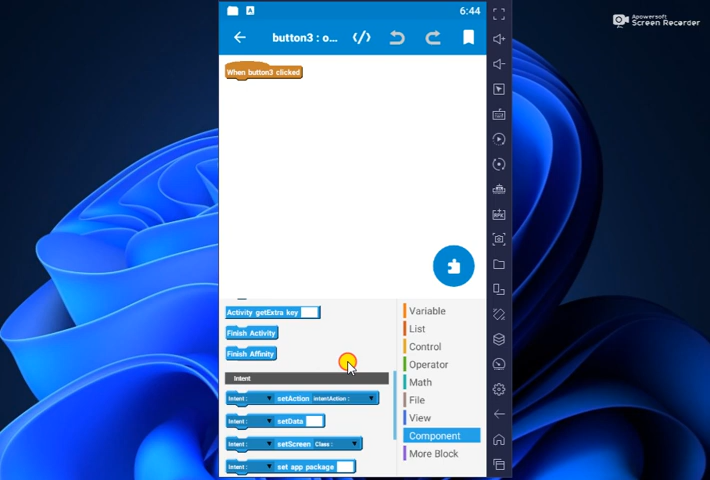 A 6:44
Apowersoft
Screen Recorder
button3 : o... </>
When button3 clicked
Activity getExtra key
Finish Activity
Finish Affinity
Intent
Intent : setAction IntentAction :
Intent : setData
Intent : setScreen Class :
Intent : set app package
Variable
List
Control
Operator
Math
File
View
Component
More Block
RPK